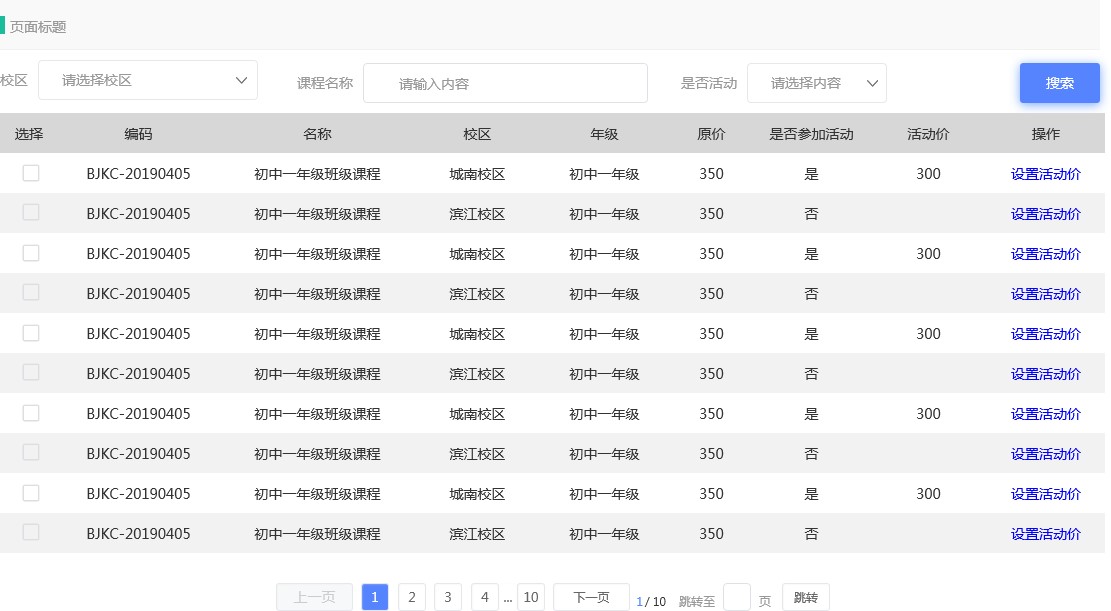 页面标题
校区 请选择校区 课程名称 请输入内容 是否活动 请选择内容 搜索
选择 编码 名称 校区 年级 原价 是否参加活动 活动价 操作
BJKC-20190405 初中一年级班级课程 城南校区 初中一年级 350 是 300 设置活动价
BJKC-20190405 初中一年级班级课程 滨江校区 初中一年级 350 否 设置活动价
BJKC-20190405 初中一年级班级课程 城南校区 初中一年级 350 是 300 设置活动价
BJKC-20190405 初中一年级班级课程 滨江校区 初中一年级 350 否 设置活动价
BJKC-20190405 初中一年级班级课程 城南校区 初中一年级 350 是 300 设置活动价
BJKC-20190405 初中一年级班级课程 滨江校区 初中一年级 350 否 设置活动价
BJKC-20190405 初中一年级班级课程 城南校区 初中一年级 350 是 300 设置活动价
BJKC-20190405 初中一年级班级课程 滨江校区 初中一年级 350 否 设置活动价
BJKC-20190405 初中一年级班级课程 城南校区 初中一年级 350 是 300 设置活动价
BJKC-20190405 初中一年级班级课程 滨江校区 初中一年级 350 否 设置活动价
上一页 1 2 3 4 ... 10 下一页 1 / 10 跳转至 页 跳转